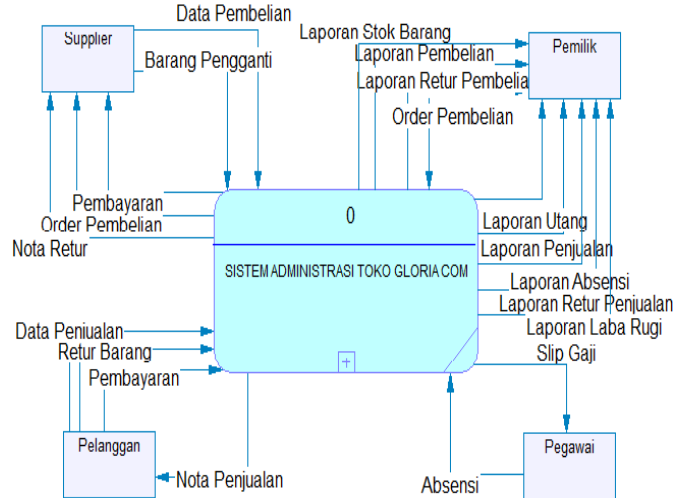 Data Pembelian
Supplier
Barang Pengganti
Laporan Stok Barang
Laporan Pembelian
Laporan Retur Pembelia
Order Pembelian
Pemilik
Pembayaran
Order Pembelian
Nota Retur
0
SISTEM ADMINISTRASI TOKO GLORIA COM
Laporan Utang
Laporan Penjualan
Laporan Absensi
Laporan Retur Penjualan
Laporan Laba Rugi
Slip Gaji
Data Penjualan
Retur Barang
Pembayaran
Pelanggan
Nota Penjualan
Absensi
Pegawai